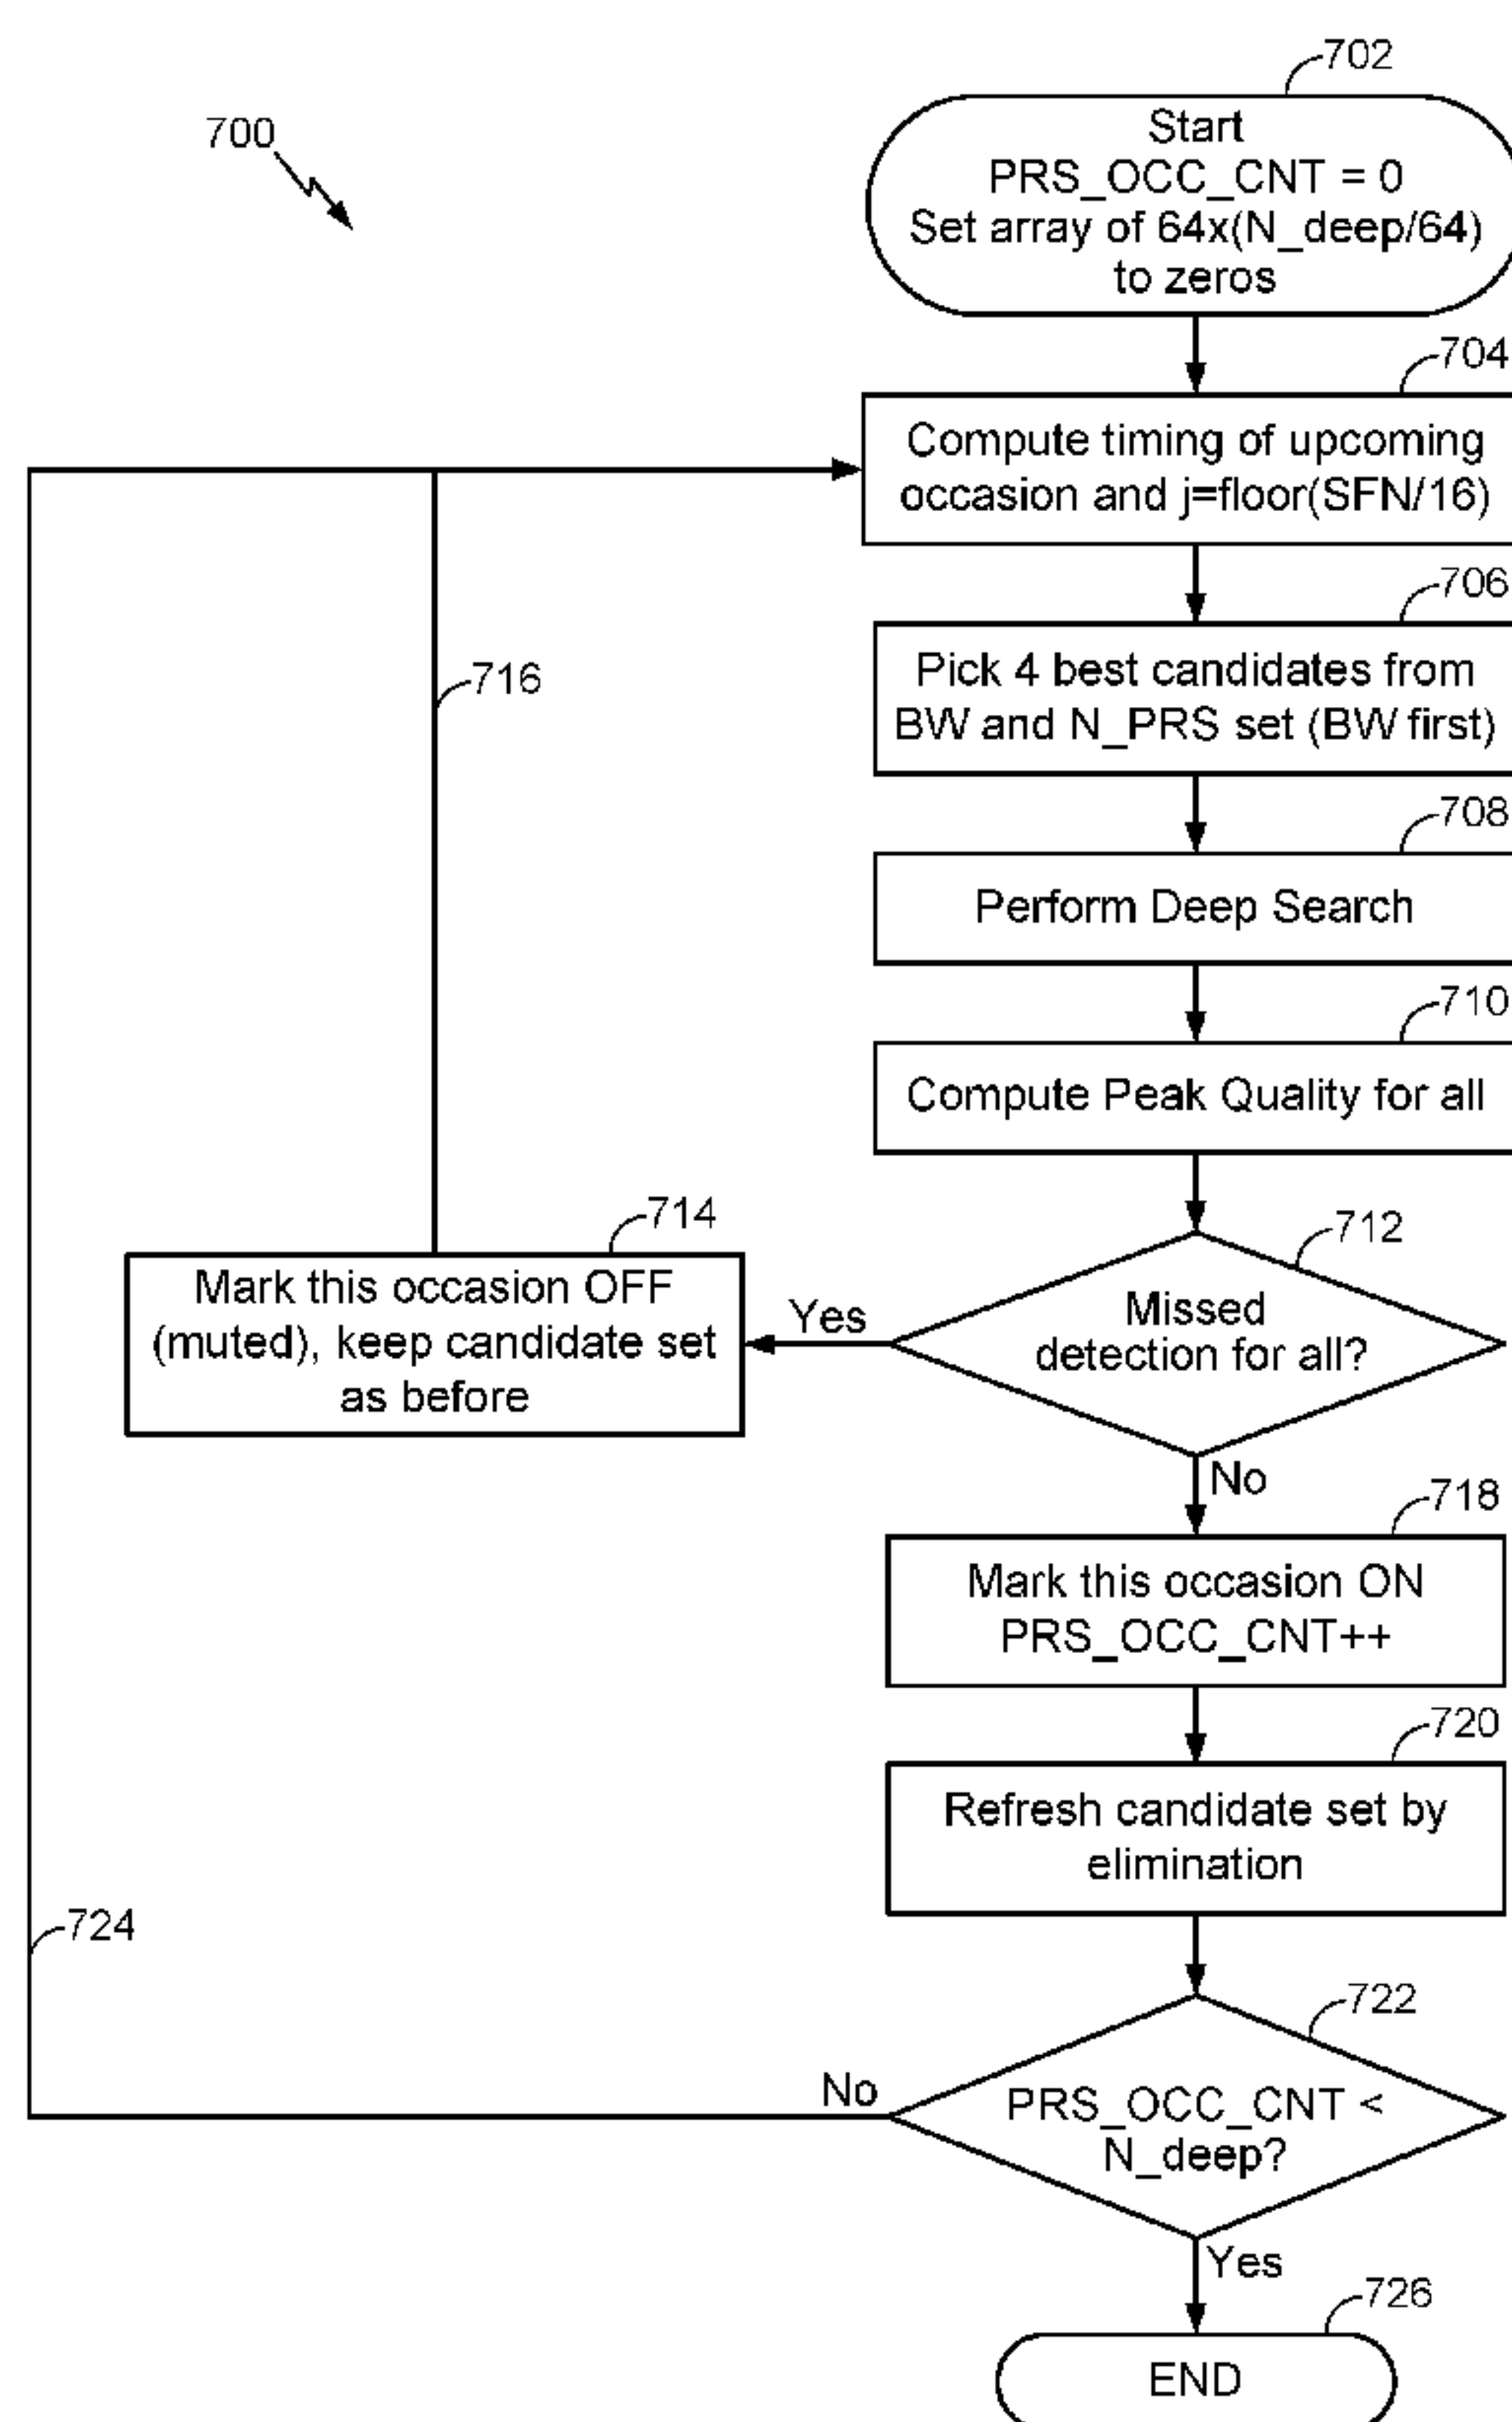 700
702
Start
PRS_OCC_CNT = 0
Set array of 64x(N_deep/64)
to zeros
704
Compute timing of upcoming
occasion and j=floor(SFN/16)
706
Pick 4 best candidates from
BW and N_PRS set (BW first)
716
708
Perform Deep Search
710
Compute Peak Quality for all
712
Missed
detection for all?
Yes
714
Mark this occasion OFF
(muted), keep candidate set
as before
No
718
Mark this occasion ON
PRS_OCC_CNT++
720
Refresh candidate set by
elimination
724
722
PRS_OCC_CNT <
N_deep?
No
Yes
726
END